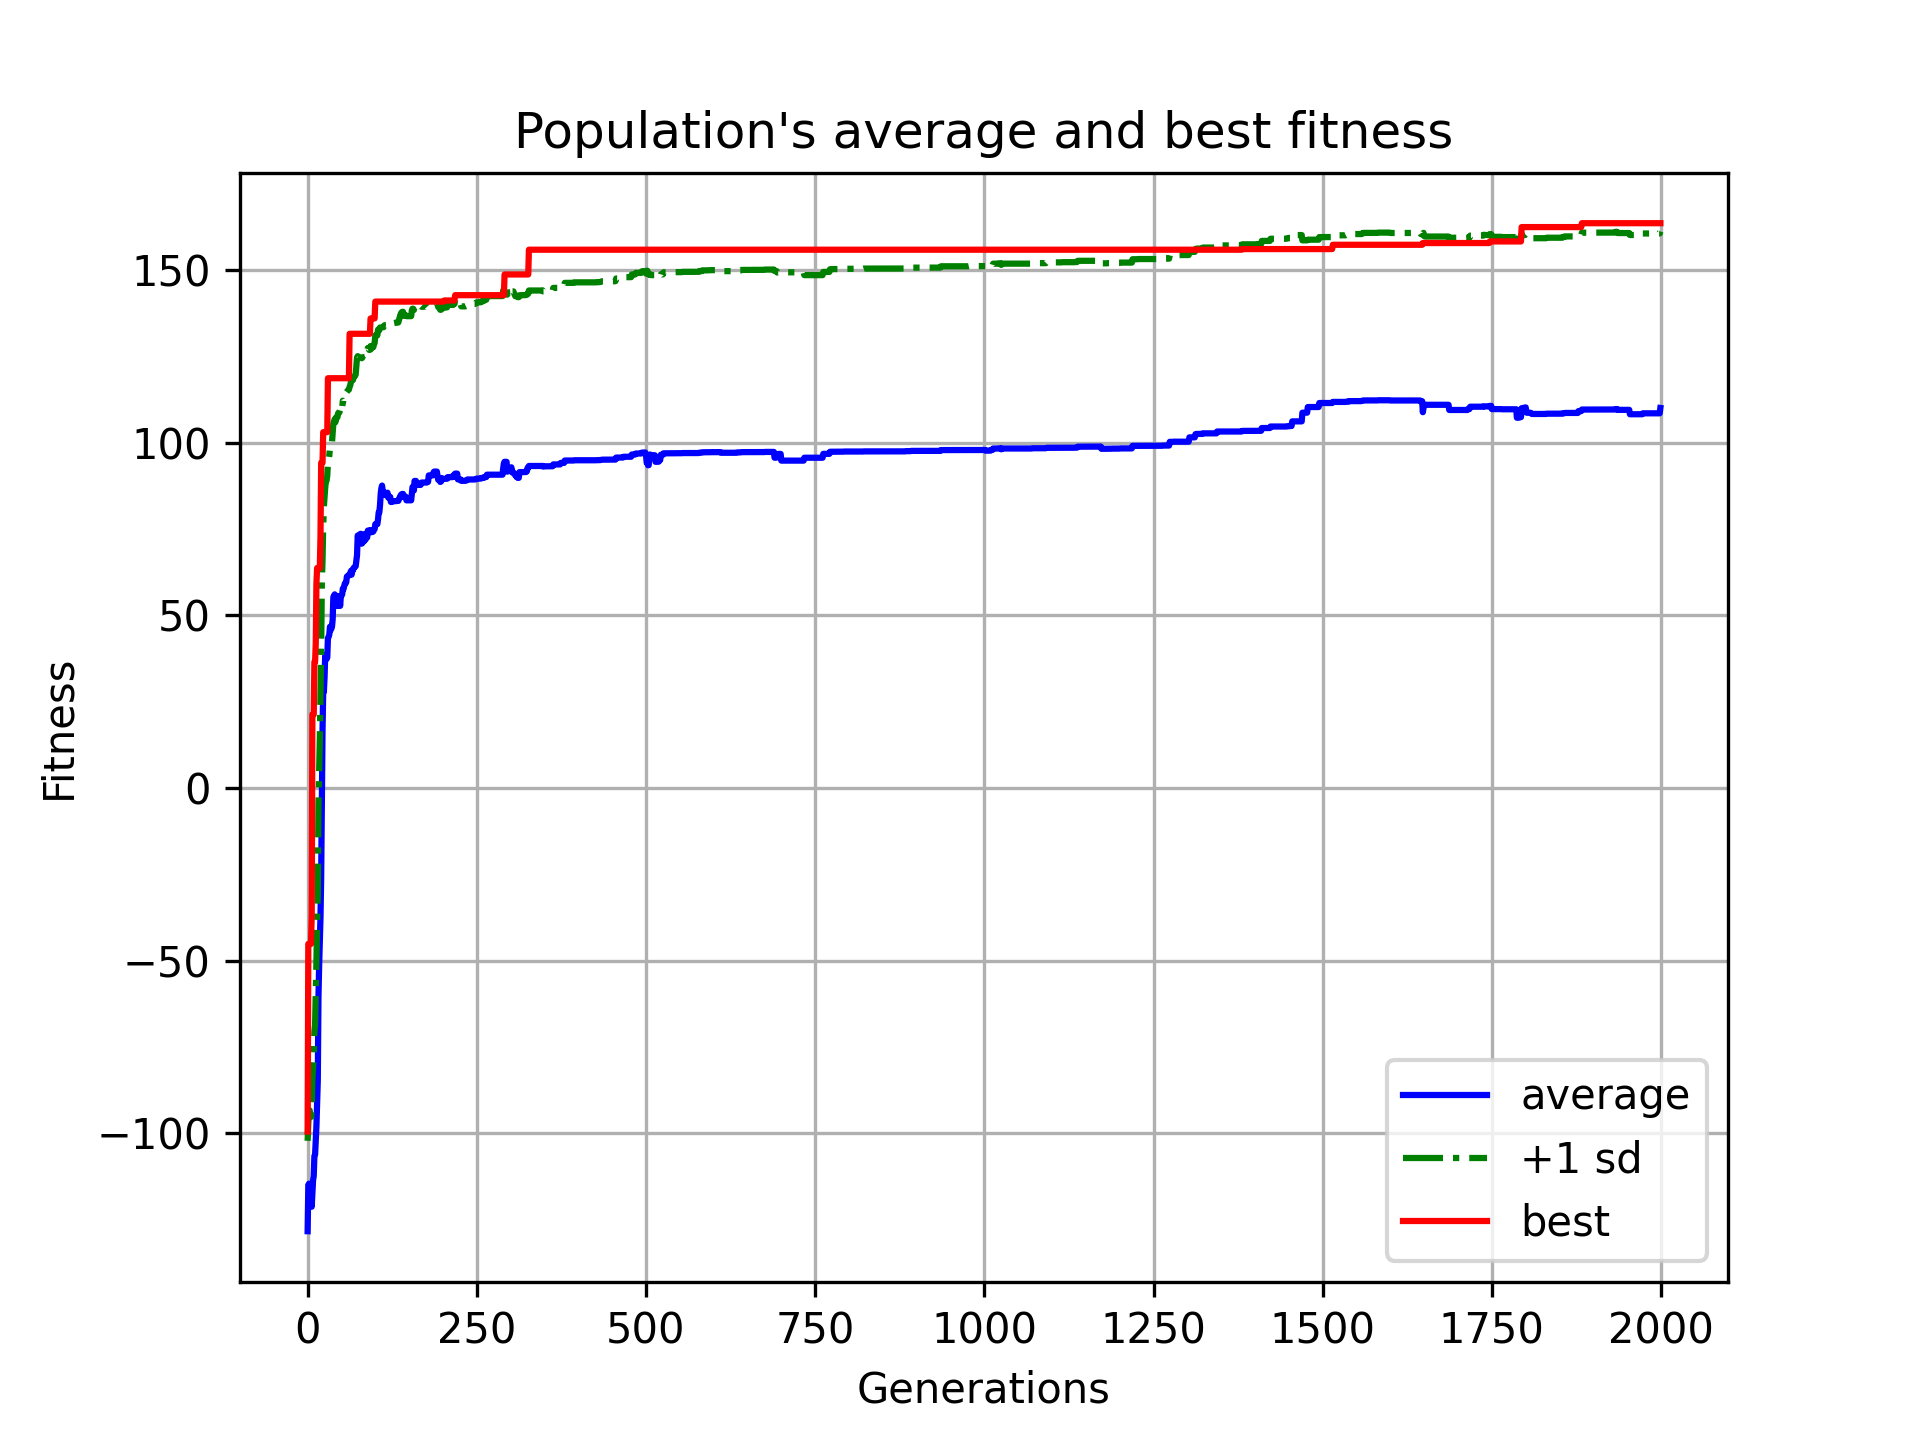 Population's average and best fitness
Fitness
150
100
50
0
−50
−100
0 250 500 750 1000 1250 1500 1750 2000
Generations
average
+1 sd
best